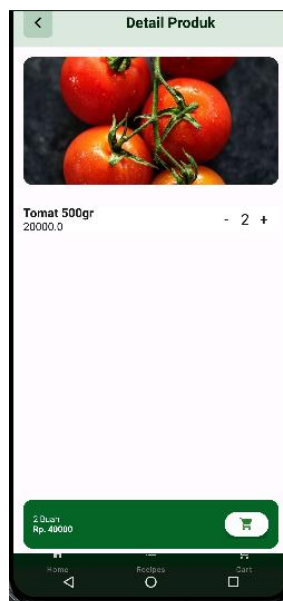 Detail Produk
Tomat 500gr
20000.0
- 2 +
2 Buah
Rp. 40000
Home Recipes Cart